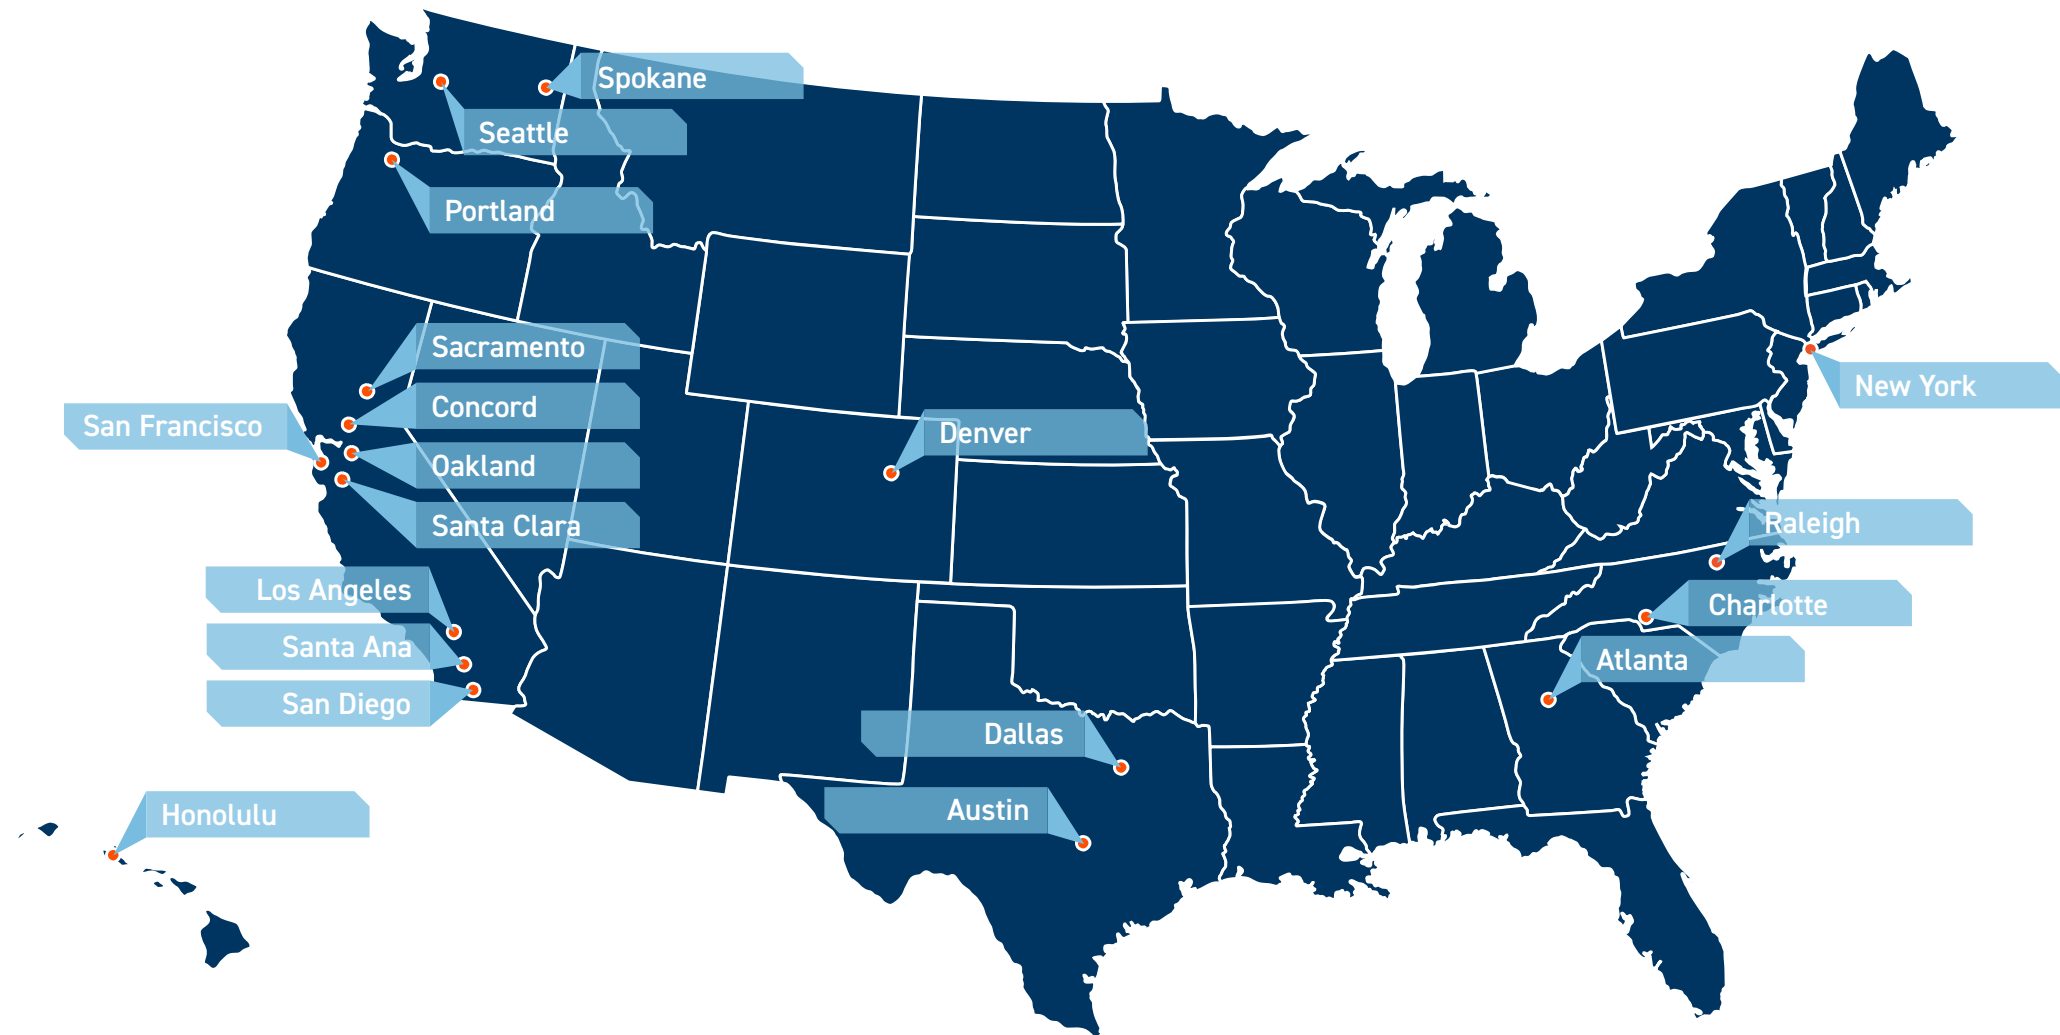 Spokane
Seattle
Portland
Sacramento
Concord
San Francisco
Oakland
Santa Clara
Los Angeles
Santa Ana
San Diego
Honolulu
Denver
Dallas
Austin
New York
Raleigh
Charlotte
Atlanta